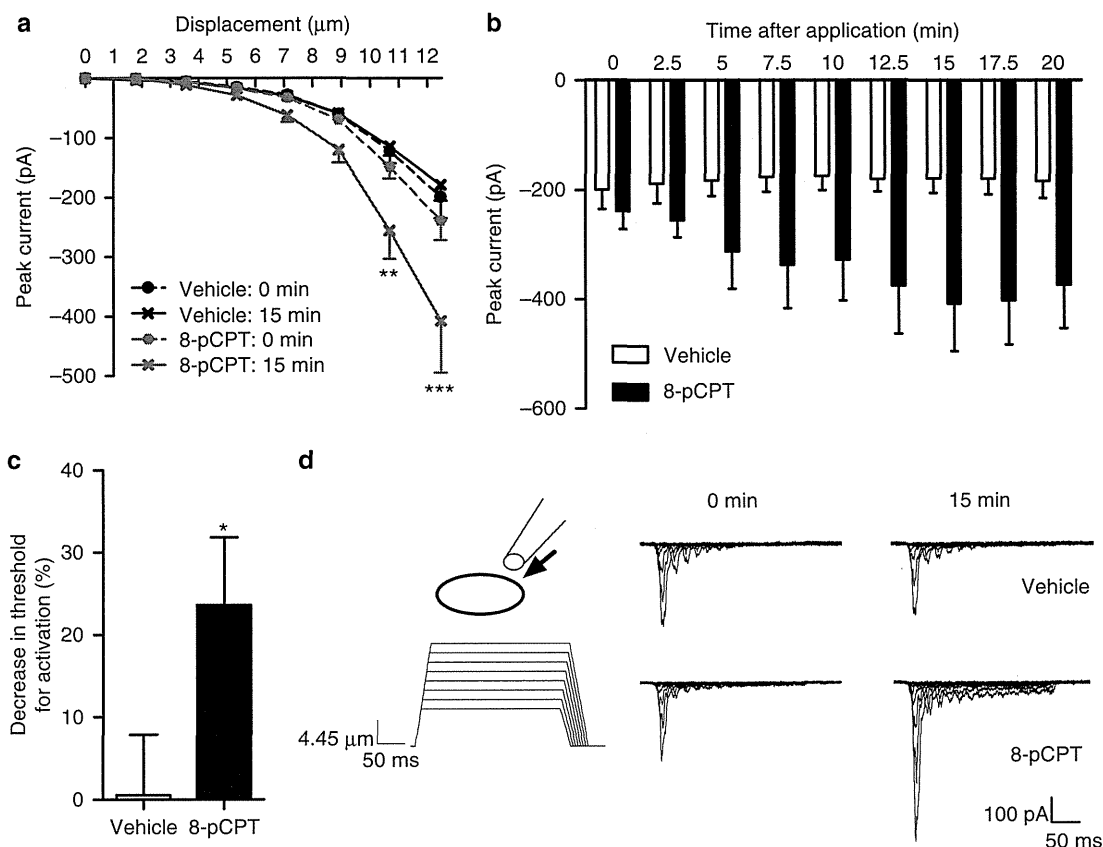 a
Displacement (μm)
0 1 2 3 4 5 6 7 8 9 10 11 12
Peak current (pA)
–100
–200
–300
–400
–500
**
***
Vehicle: 0 min
Vehicle: 15 min
8-pCPT: 0 min
8-pCPT: 15 min
b
Time after application (min)
0 2.5 5 7.5 10 12.5 15 17.5 20
Peak current (pA)
0
–200
–400
–600
Vehicle
8-pCPT
c
Decrease in threshold
for activation (%)
40
30
20
10
0
*
Vehicle 8-pCPT
d
4.45 μm
50 ms
0 min
15 min
Vehicle
8-pCPT
100 pA
50 ms